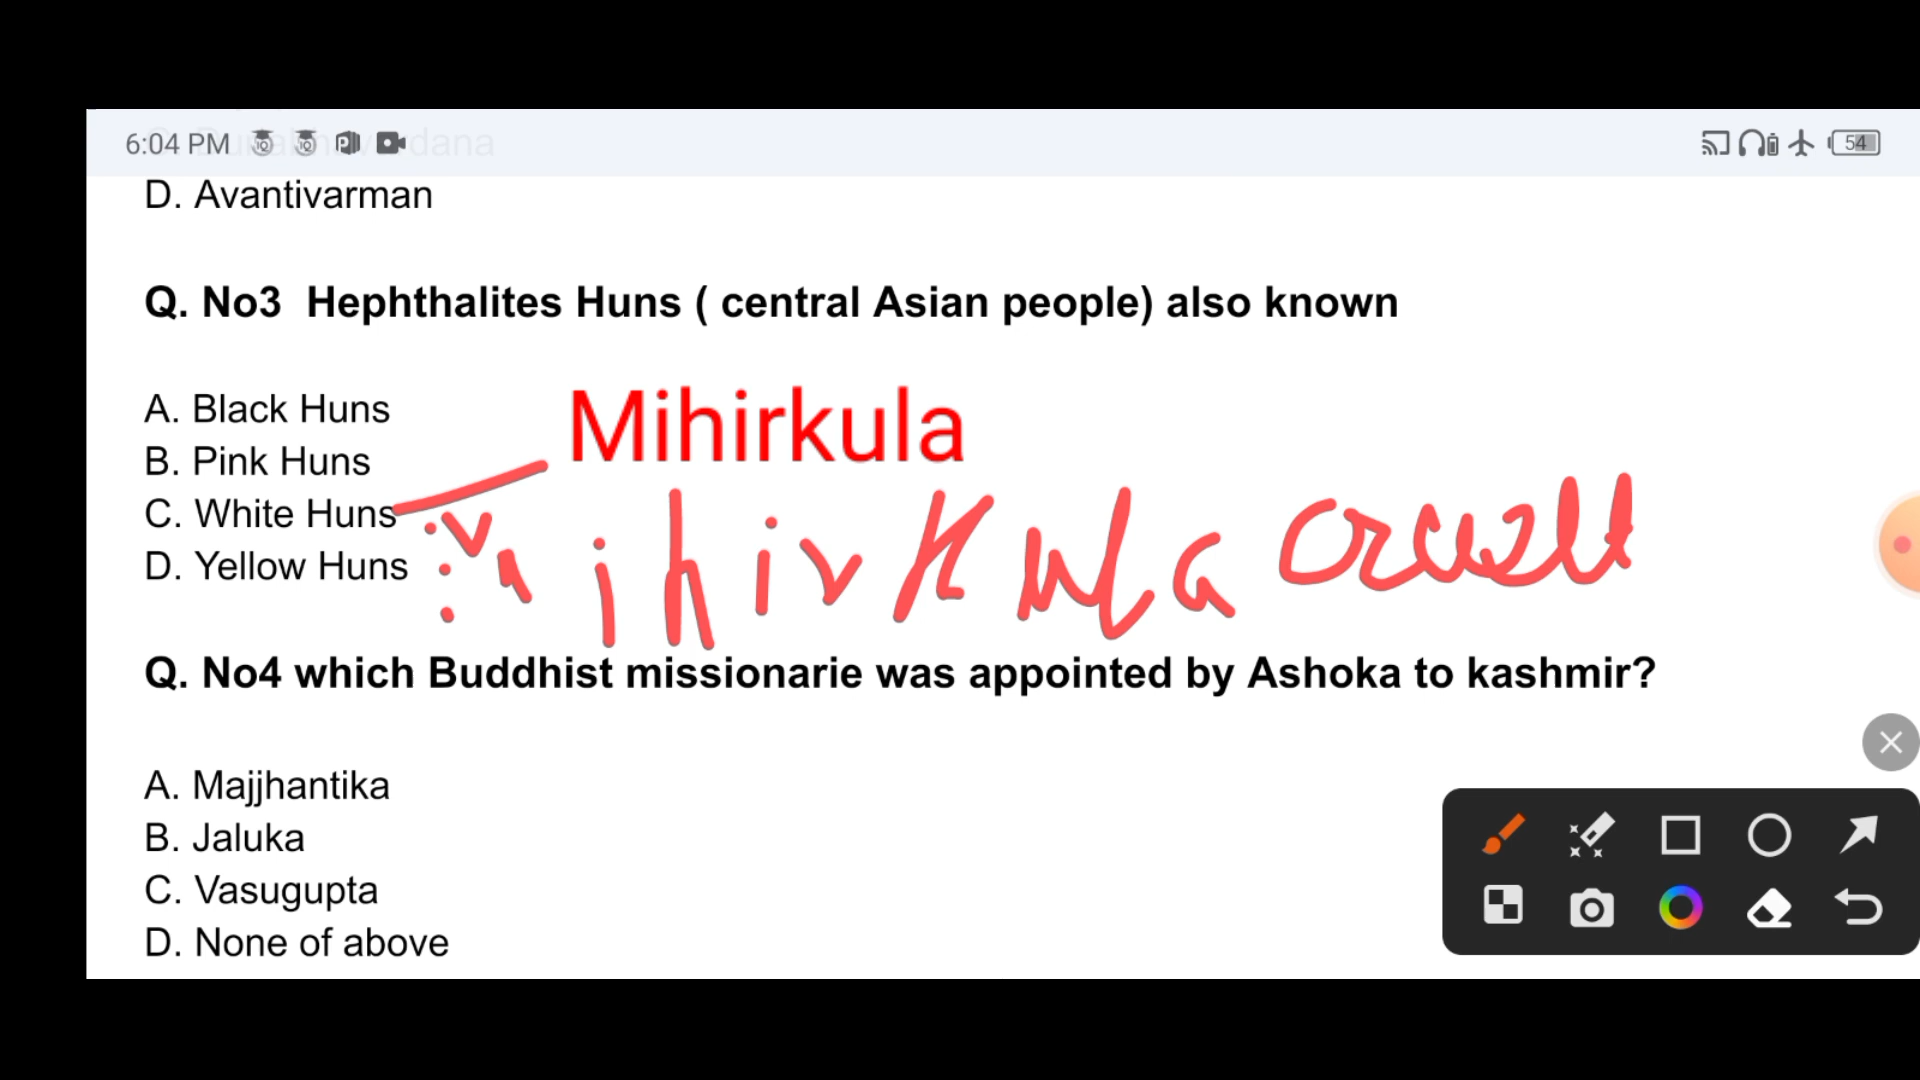 6:04 PM
54
D. Avantivarman
Q. No3 Hephthalites Huns ( central Asian people) also known
A. Black Huns
Mihirkula
B. Pink Huns
C. White Huns
D. Yellow Huns
Mihirkula
Q. No4 which Buddhist missionarie was appointed by Ashoka to kashmir?
A. Majjhantika
B. Jaluka
C. Vasugupta
D. None of above